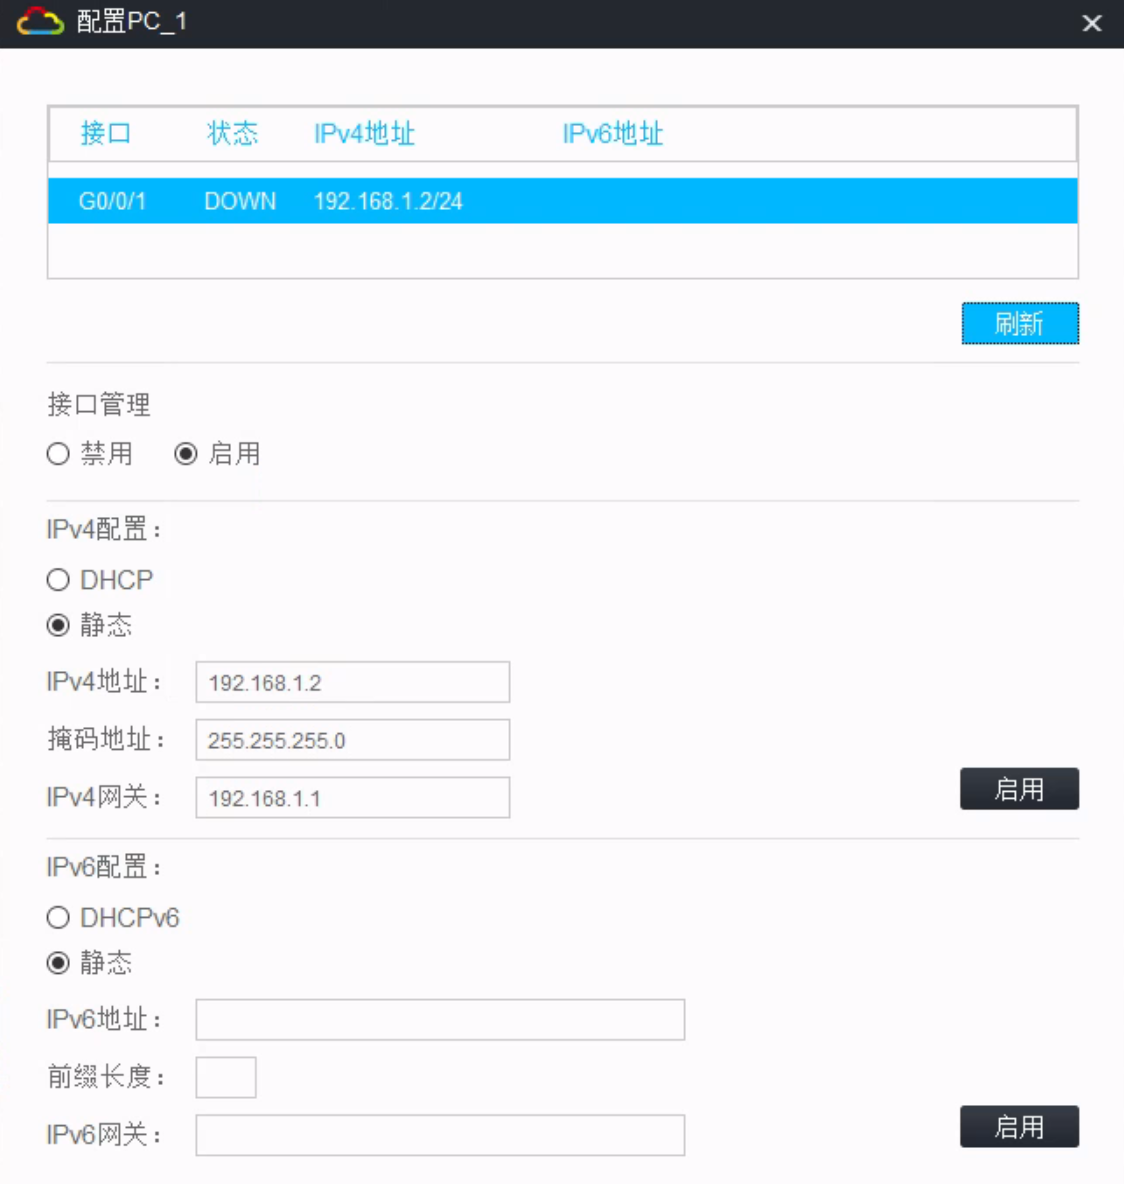 配置PC_1
接口 状态 IPv4地址 IPv6地址
G0/0/1 DOWN 192.168.1.2/24
刷新
接口管理
禁用 启用
IPv4配置：
DHCP
静态
IPv4地址： 192.168.1.2
掩码地址： 255.255.255.0
IPv4网关： 192.168.1.1
启用
IPv6配置：
DHCPv6
静态
IPv6地址：
前缀长度：
IPv6网关：
启用